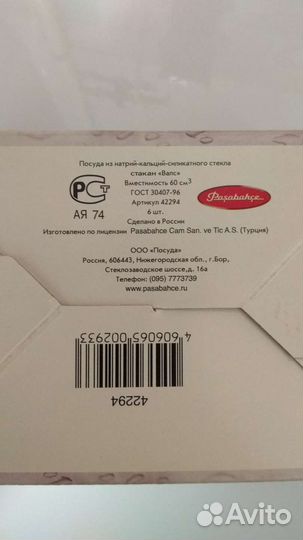 Посуда из натрий-кальций-силикатного стекла
стакан «Валс»
Вместимость 60 см³
ГОСТ 30407-96
Артикул 42294
6 шт.
Сделано в России
РСТ
АЯ 74
Paşabahçe
Изготовлено по лицензии Pasabahce Cam San. ve Tic A.S. (Турция)
ООО «Посуда»
Россия, 606443, Нижегородская обл., г.Бор,
Стеклозаводское шоссе,д. 16а
Телефон: (095) 7773739
www.pasabahce.com
4 606065 002933
42294
Avito